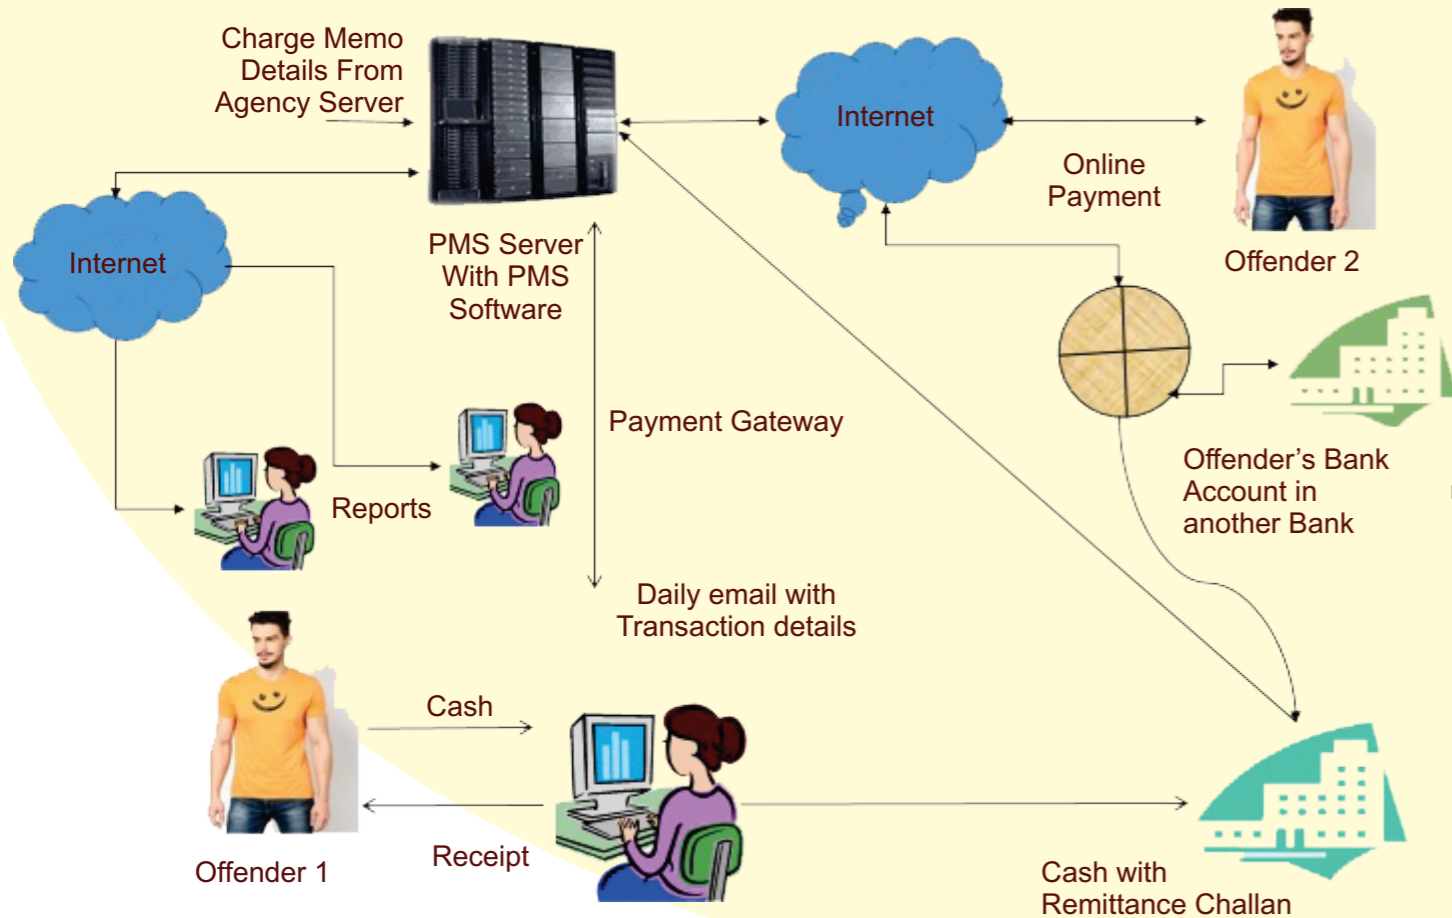 Charge Memo
Details From
Agency Server
Internet
Online
Payment
Offender 2
Internet
PMS Server
With PMS
Software
Payment Gateway
Offender’s Bank
Account in
another Bank
Reports
Daily email with
Transaction details
Cash
Receipt
Offender 1
Cash with
Remittance Challan